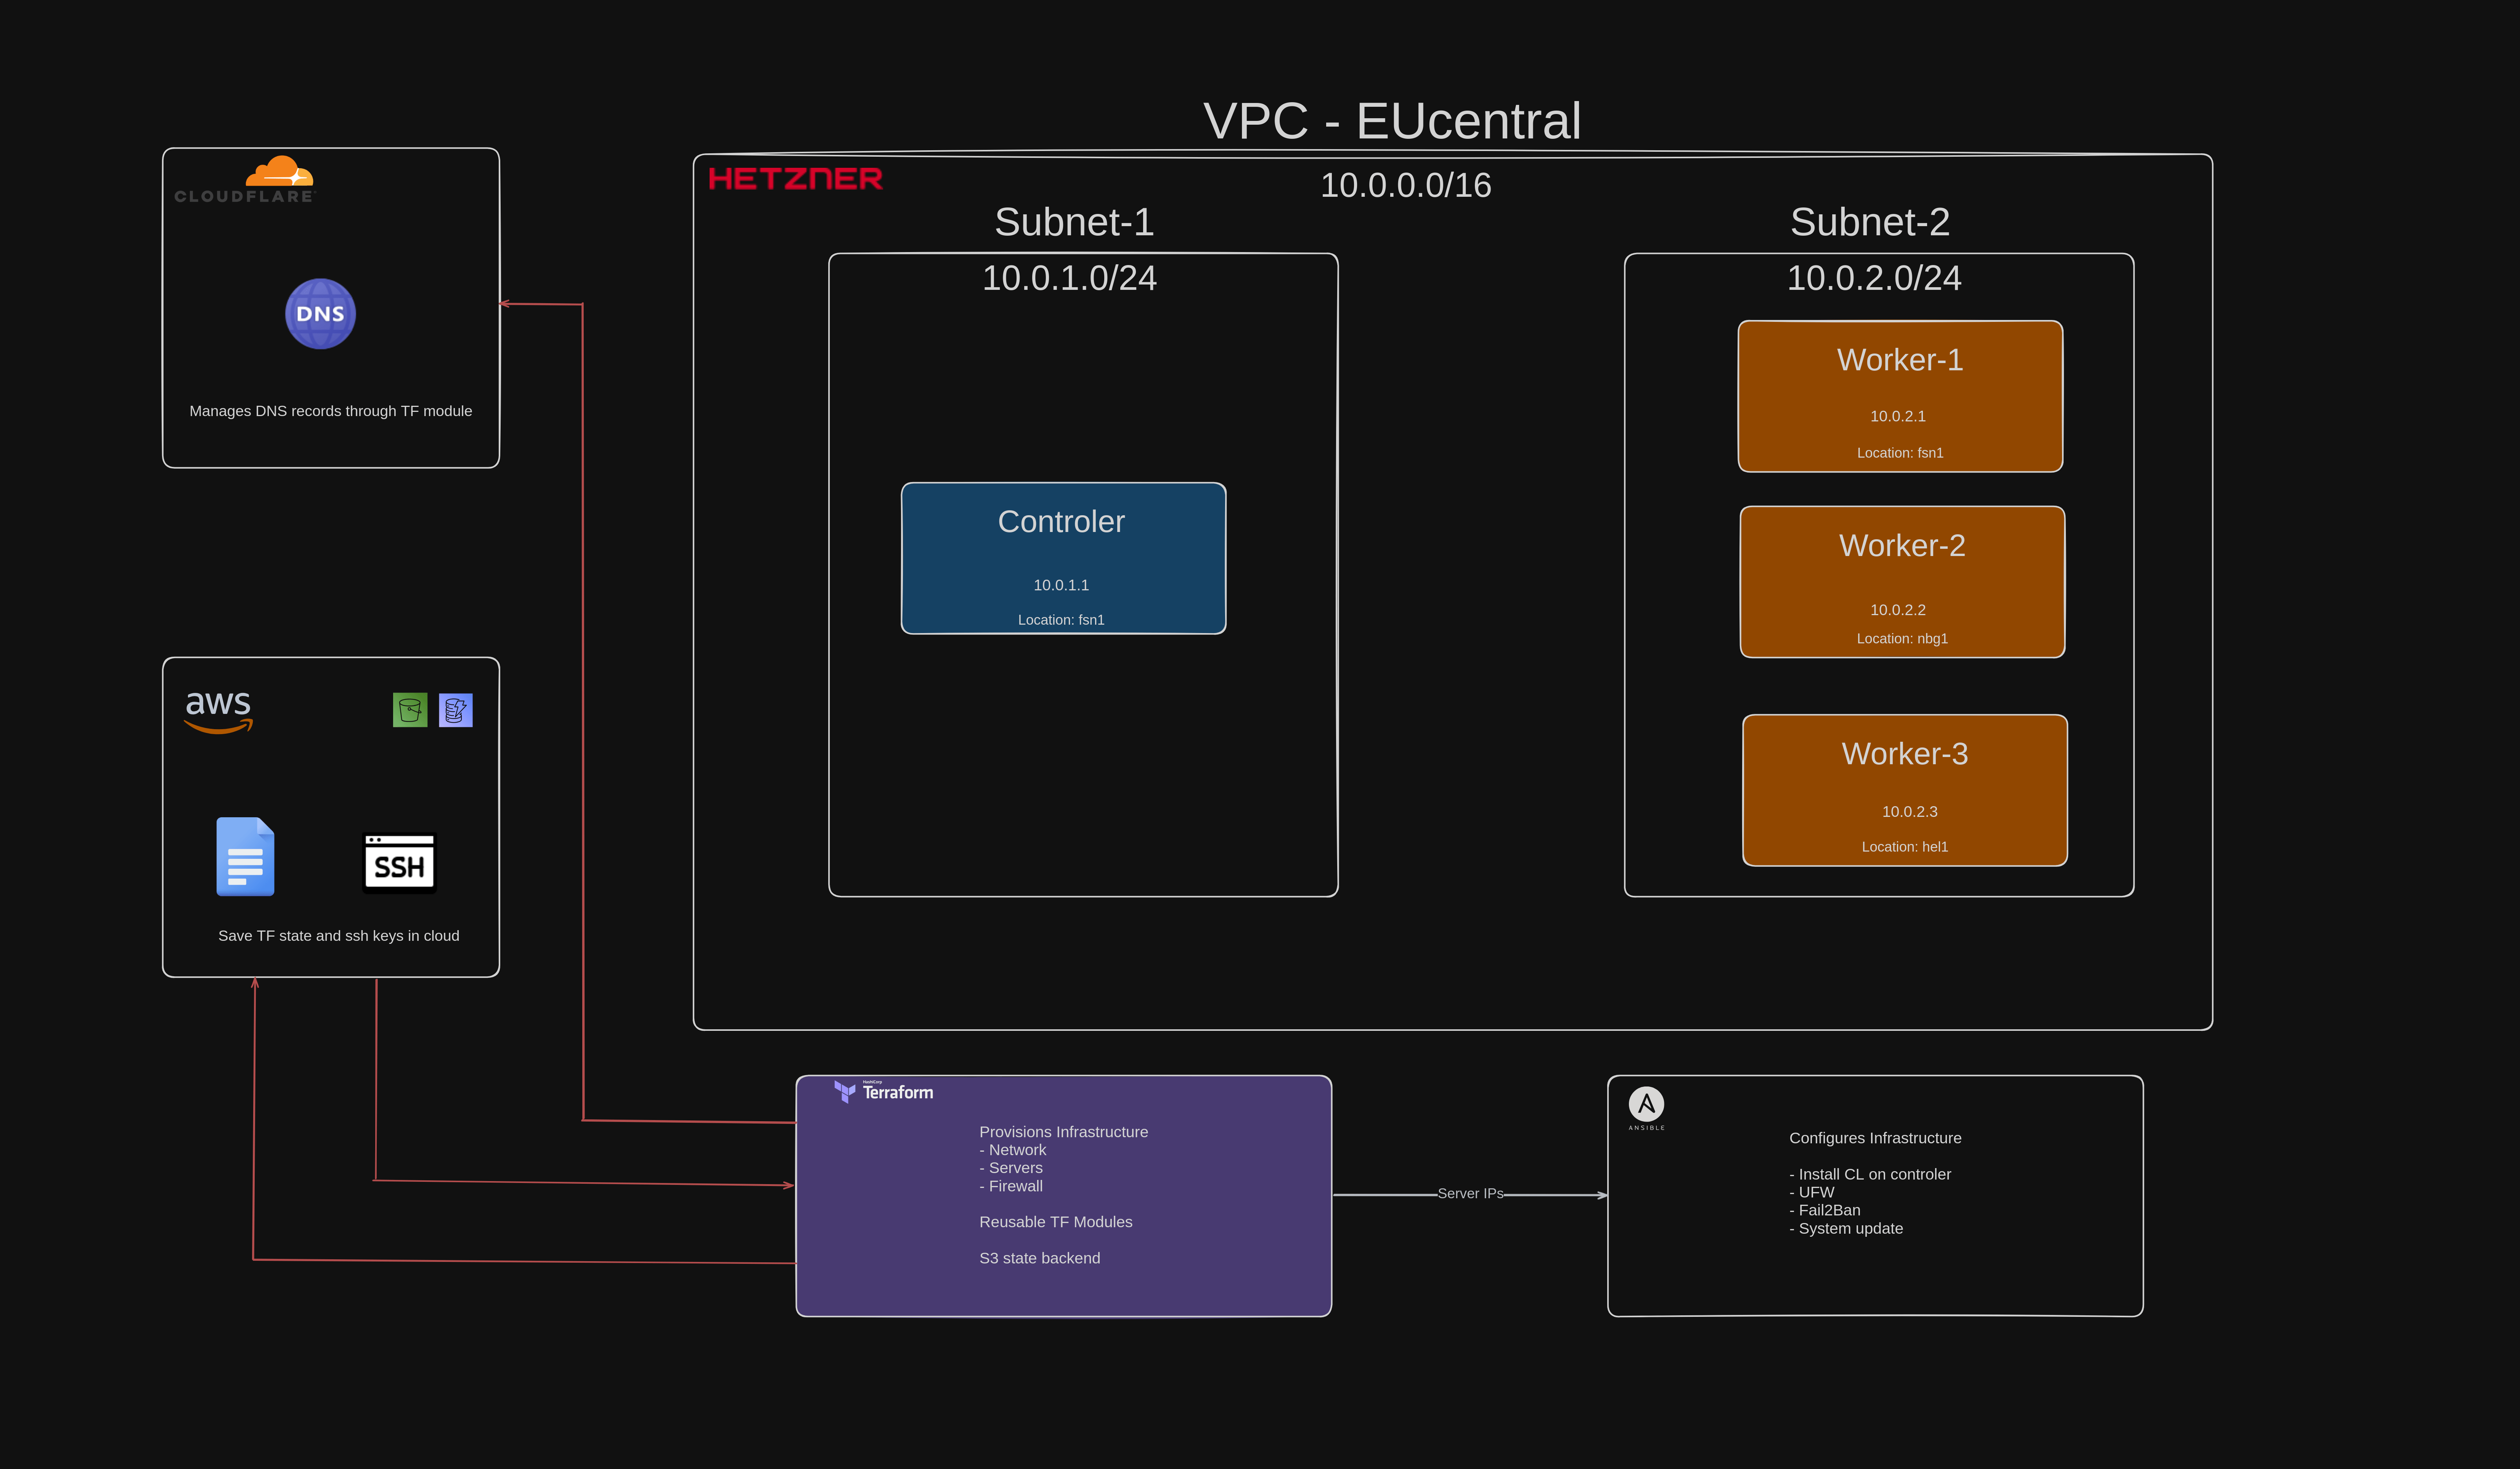 VPC - EUcentral
CLOUDFLARE
DNS
Manages DNS records through TF module
HETZNER
10.0.0.0/16
Subnet-1
10.0.1.0/24
Controler
10.0.1.1
Location: fsn1
Subnet-2
10.0.2.0/24
Worker-1
10.0.2.1
Location: fsn1
Worker-2
10.0.2.2
Location: nbg1
Worker-3
10.0.2.3
Location: hel1
aws
SSH
Save TF state and ssh keys in cloud
HashiCorp
Terraform
Provisions Infrastructure
- Network
- Servers
- Firewall
Reusable TF Modules
S3 state backend
Server IPs
ANSIBLE
Configures Infrastructure
- Install CL on controler
- UFW
- Fail2Ban
- System update